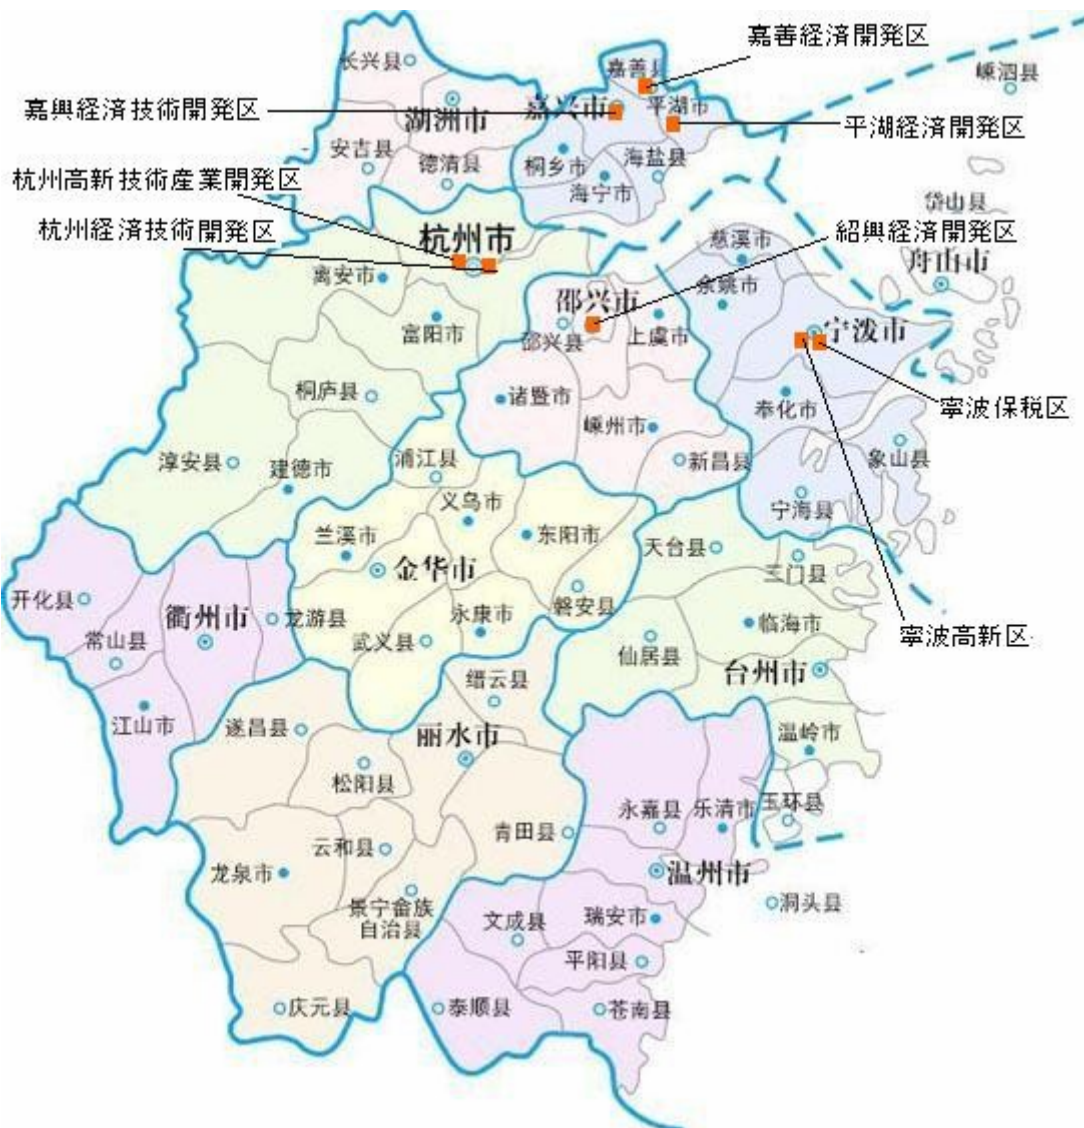 嘉善経済開発区
嵊泗县
长兴县
嘉善县
嘉興経済技術開発区
湖洲市
嘉兴市
平湖市
平湖経済開発区
安吉县
德清县
桐乡市
海盐县
杭州高新技術産業開発区
海宁市
岱山县
杭州経済技術開発区
杭州市
慈溪市
紹興経済開発区
离安市
余姚市
舟山市
富阳市
邵兴市
邵兴县
上虞市
宁泼市
桐庐县
诸暨市
嵊州市
奉化市
寧波保税区
淳安县
建德市
浦江县
新昌县
象山县
义乌市
宁海县
兰溪市
东阳市
天台县
金华市
三门县
开化县
衢州市
龙游县
永康市
磐安县
常山县
武义县
临海市
寧波高新区
仙居县
台州市
缙云县
江山市
遂昌县
丽水市
温岭市
松阳县
永嘉县
乐清市
玉环县
青田县
云和县
龙泉市
温州市
景宁畲族
自治县
洞头县
文成县
瑞安市
平阳县
庆元县
泰顺县
苍南县